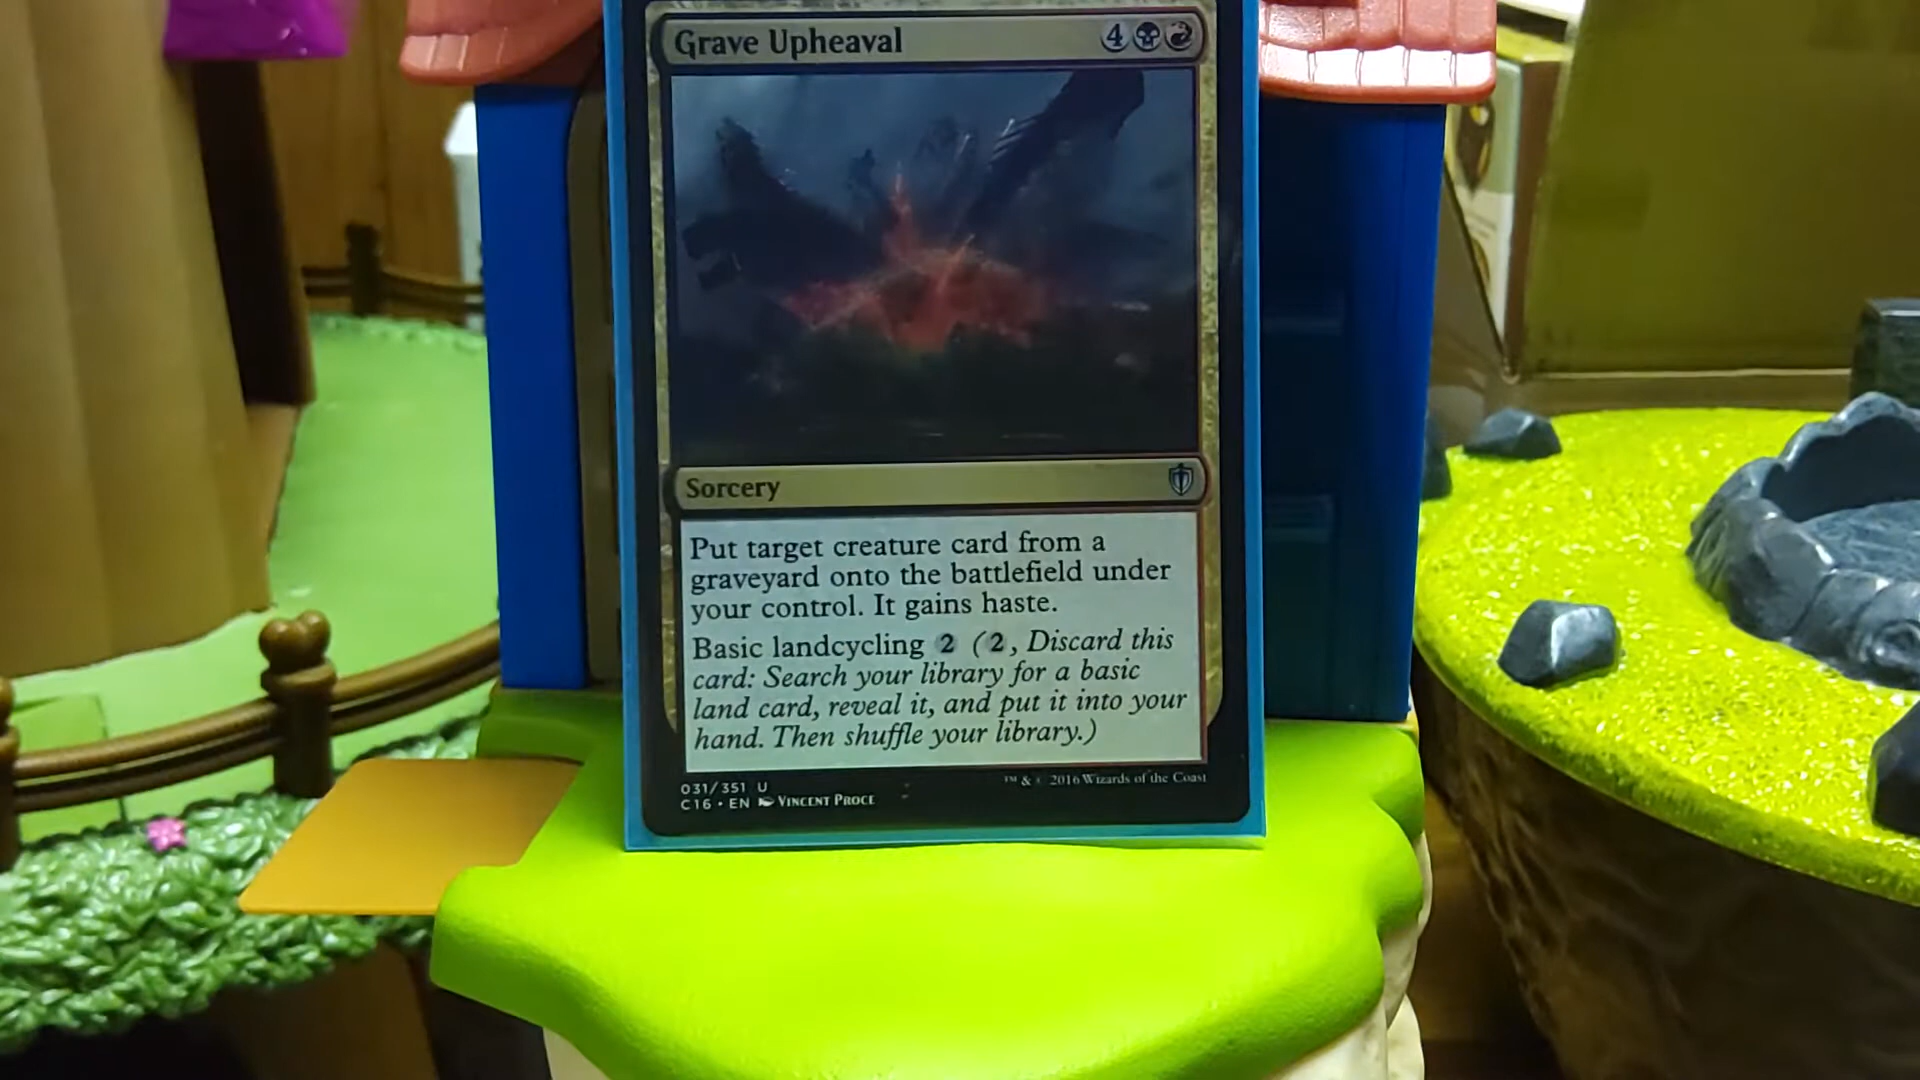 Grave Upheaval 4
Sorcery
Put target creature card from a
graveyard onto the battlefield under
your control. It gains haste.
Basic landcycling 2 (2, Discard this
card: Search your library for a basic
land card, reveal it, and put it into your
hand. Then shuffle your library.)
031/351 U
C16 • EN VINCENT PROCE
™ & © 2016 Wizards of the Coast